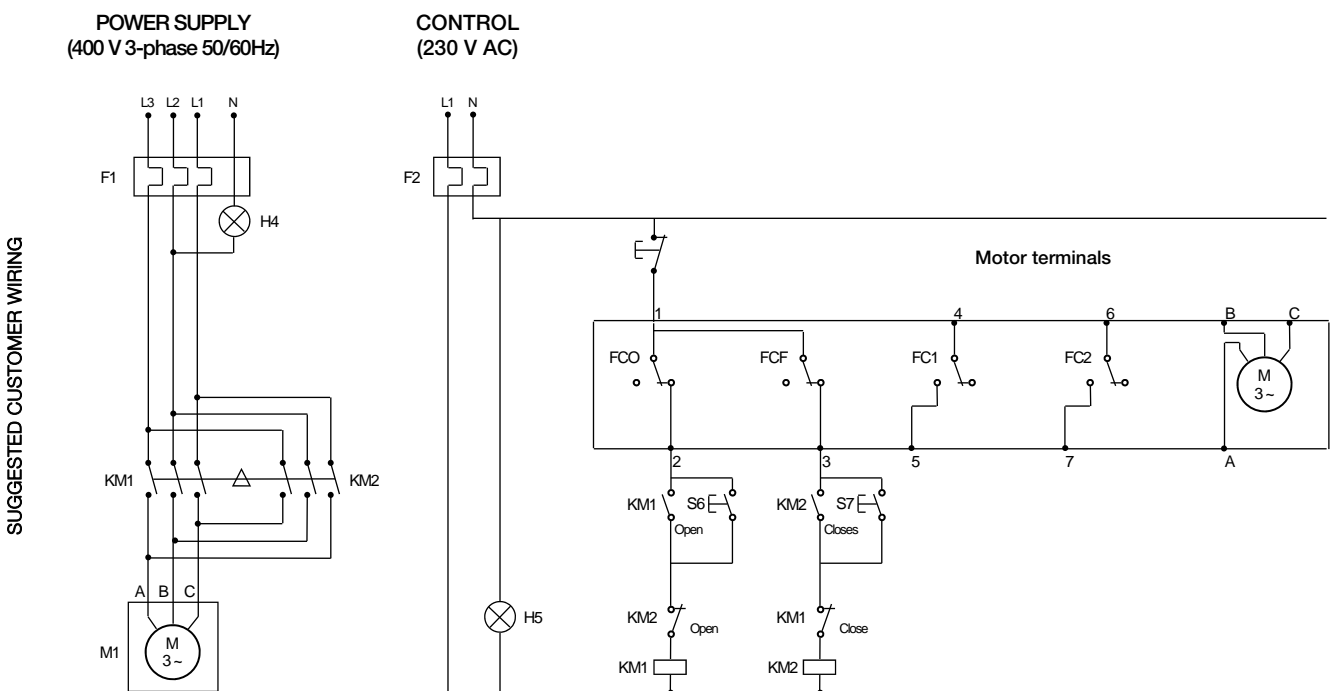 POWER SUPPLY
(400 V 3-phase 50/60Hz)
CONTROL
(230 V AC)
L3 L2 L1 N
L1 N
F1
F2
H4
SUGGESTED CUSTOMER WIRING
Motor terminals
1 4 6 B C
FCO FCF FC1 FC2
M
3~
2 3 5 7 A
KM1 KM2
KM1 S6 KM2 S7
Open Closes
A B C
M1
M
3~
H5
KM2 Open KM1 Close
KM1 KM2